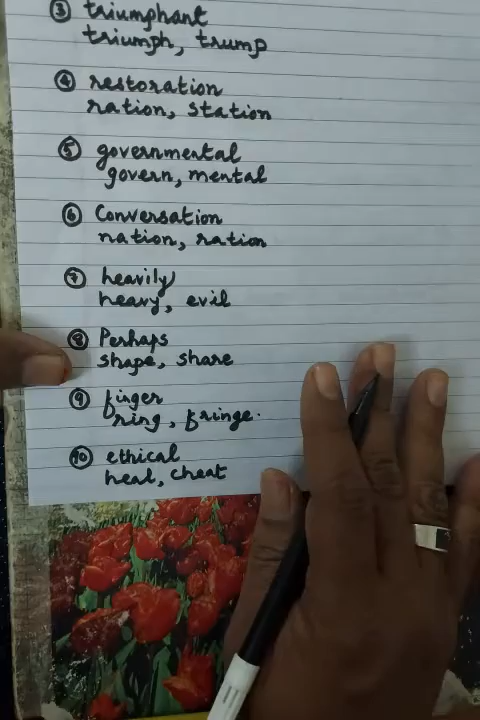 ③ triumphant
triumph, trump
④ restoration
ration, station
⑤ governmental
govern, mental
⑥ Conversation
nation, ration
⑦ heavily
heavy, evil
⑧ Perhaps
shape, share
⑨ finger
ring, fringe.
⑩ ethical
heal, cheat